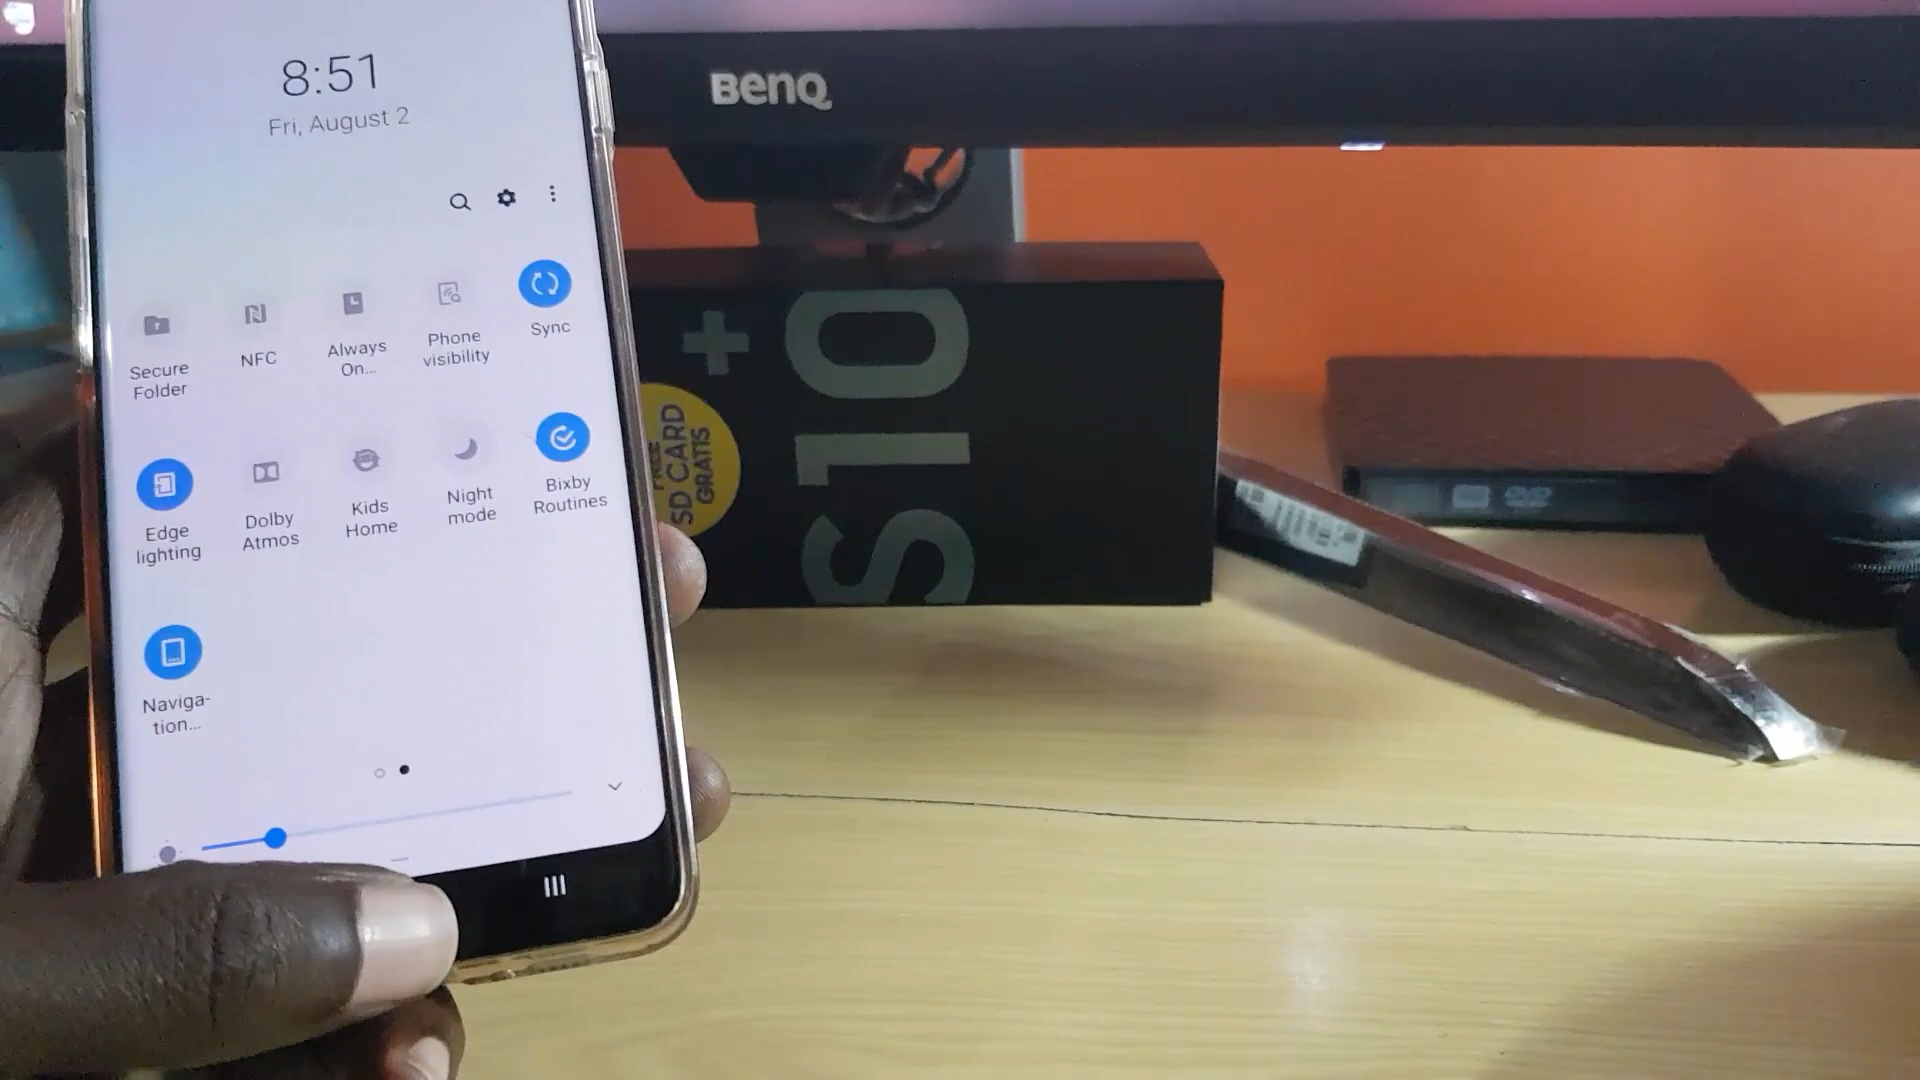 8:51
Fri, August 2
Secure
Folder
NFC
Always
On...
Phone
visibility
Sync
Edge
lighting
Dolby
Atmos
Kids
Home
Night
mode
Bixby
Routines
Naviga-
tion...
BenQ
S10+
FREE
SD CARD
GRATIS